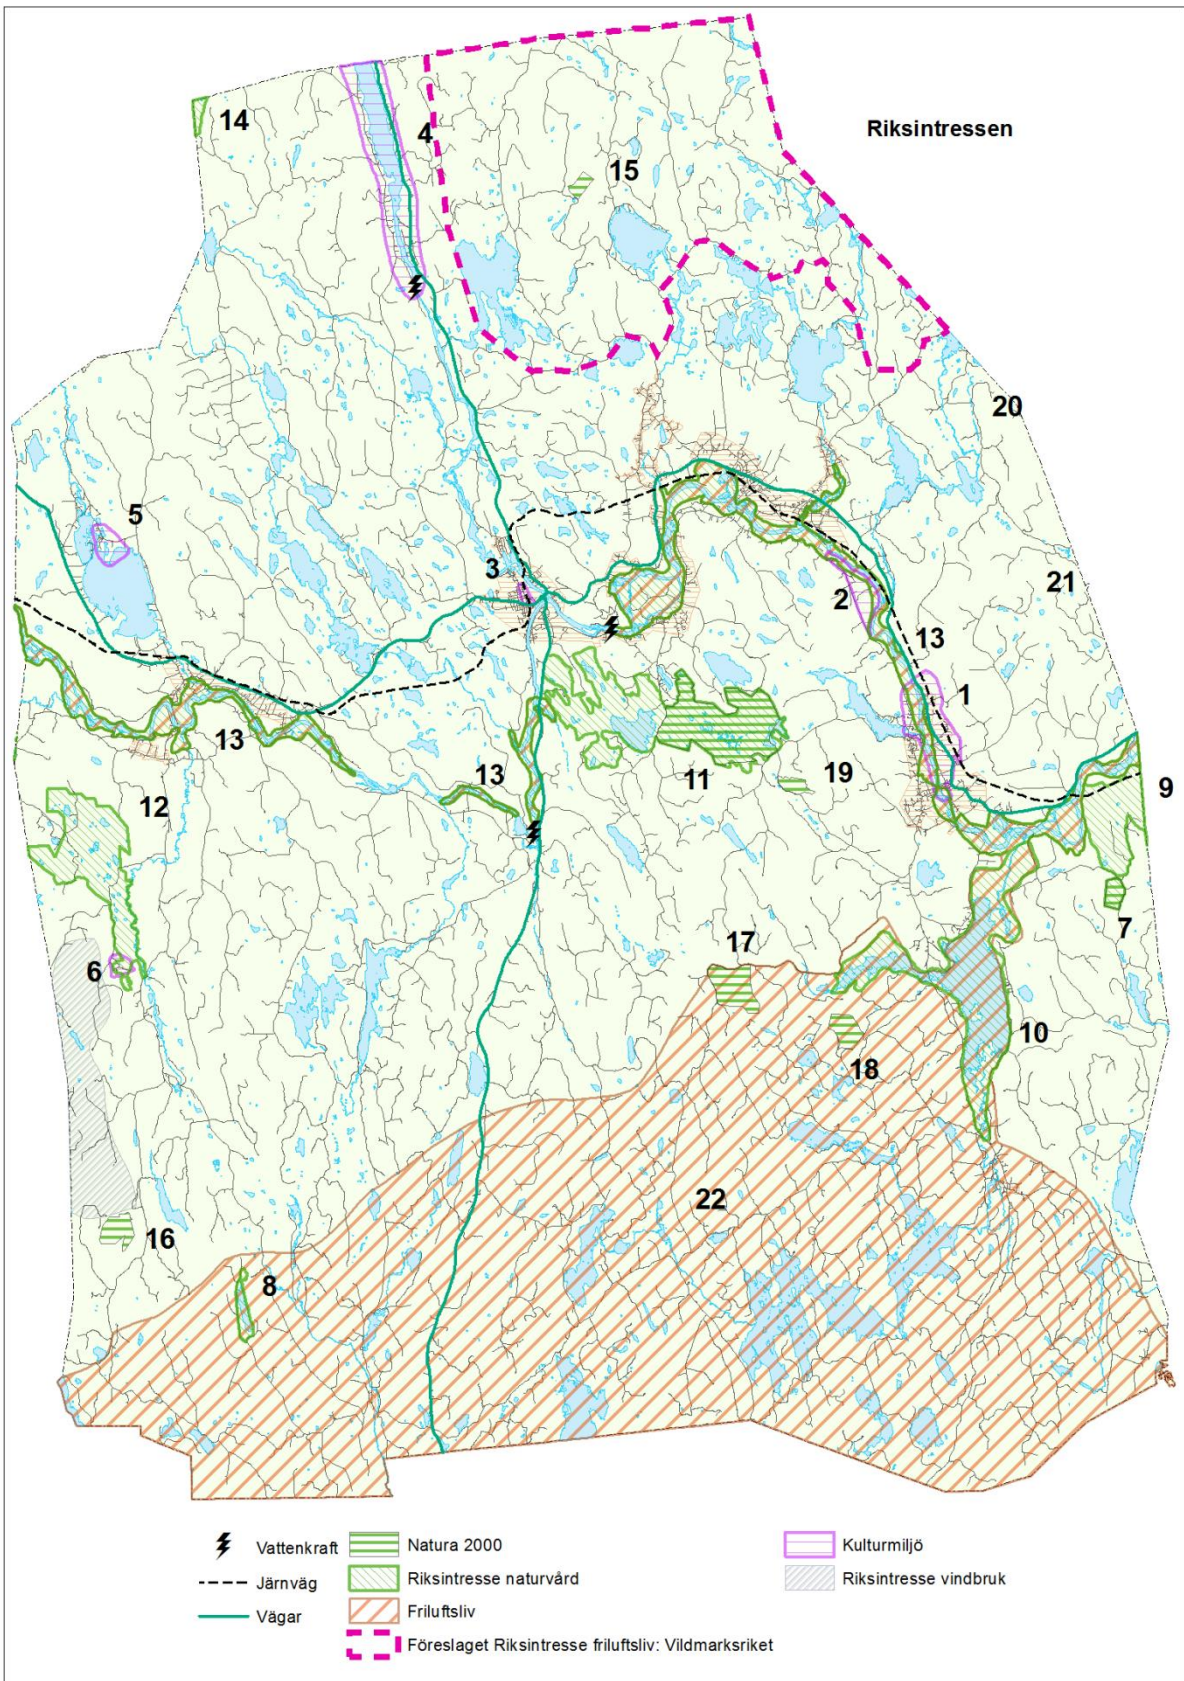 Riksintressen
14
4
15
20
5
3
21
2
13
1
13
13
19
11
9
12
7
17
6
10
18
22
16
8
Vattenkraft
Järnväg
Vägar
Natura 2000
Riksintresse naturvård
Friluftsliv
Föreslaget Riksintresse friluftsliv: Vildmarksriket
Kulturmiljö
Riksintresse vindbruk